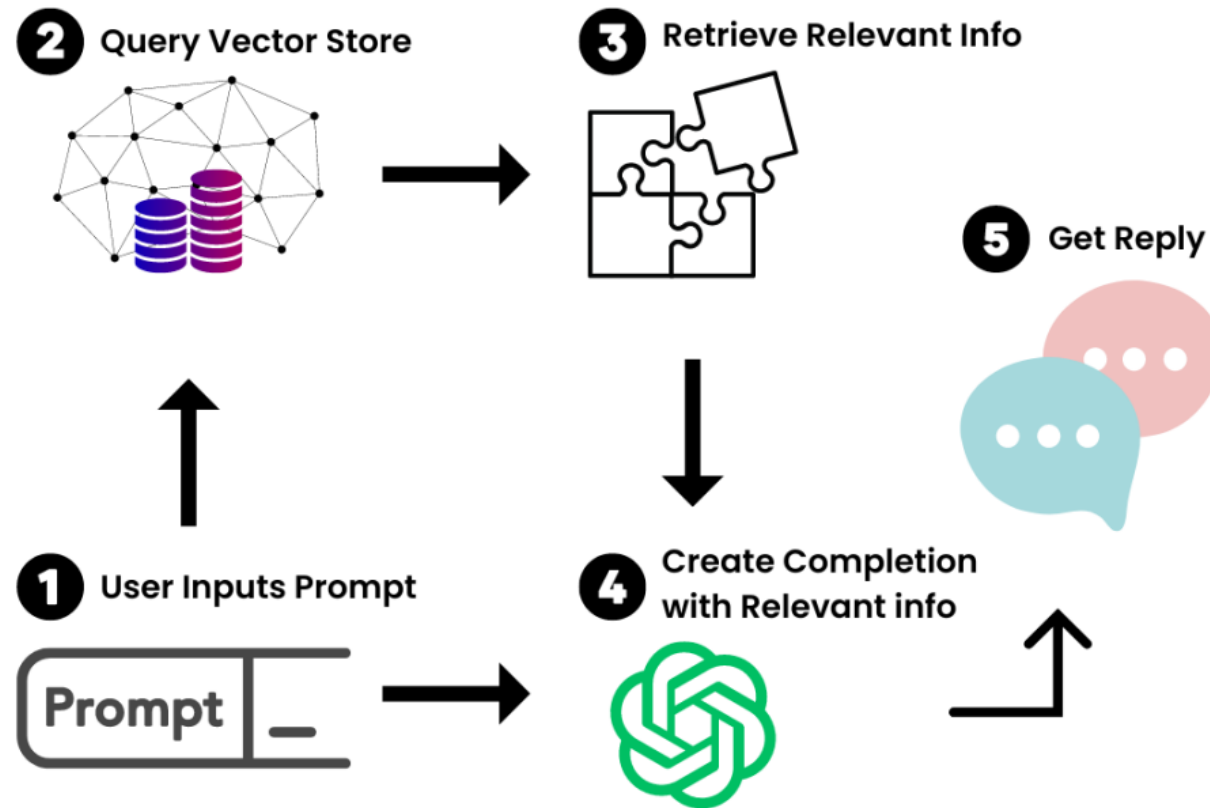 2 Query Vector Store
3 Retrieve Relevant Info
5 Get Reply
1 User Inputs Prompt
4 Create Completion
with Relevant info
Prompt _